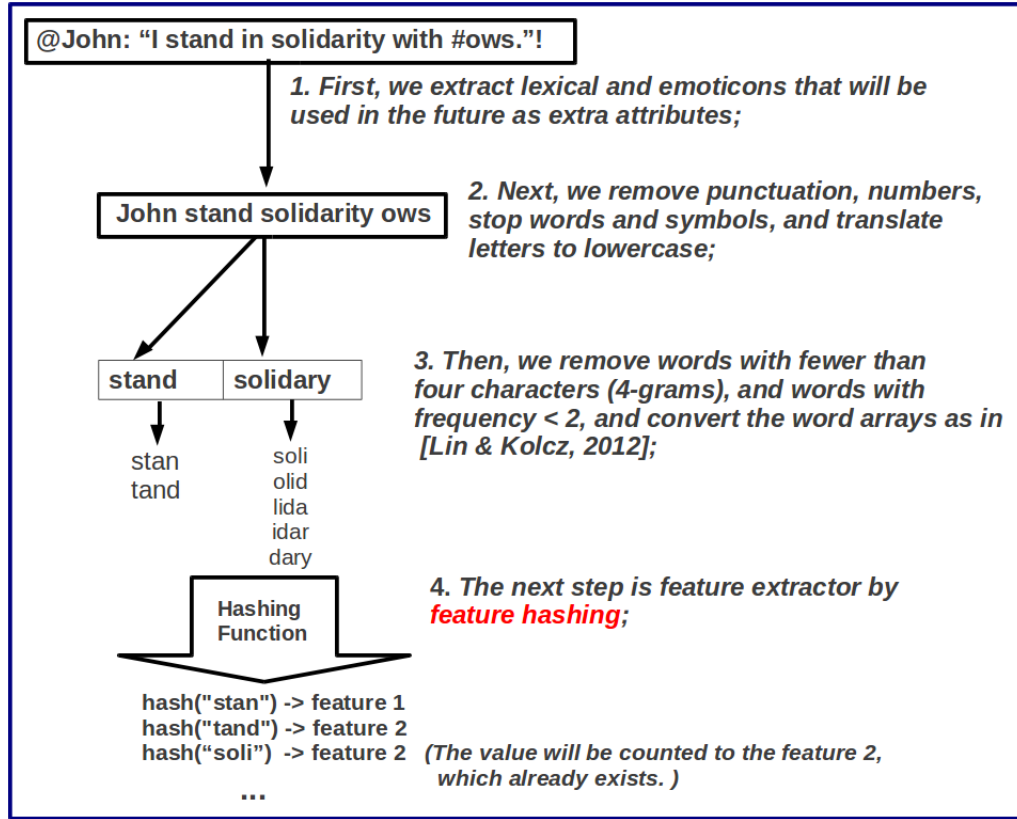 @John: “I stand in solidarity with #ows.”!
1. First, we extract lexical and emoticons that will be
used in the future as extra attributes;
John stand solidarity ows
2. Next, we remove punctuation, numbers,
stop words and symbols, and translate
letters to lowercase;
stand solidary
3. Then, we remove words with fewer than
four characters (4-grams), and words with
frequency < 2, and convert the word arrays as in
[Lin & Kolcz, 2012];
stan
tand
soli
olid
lida
idar
dary
Hashing
Function
4. The next step is feature extractor by
feature hashing;
hash("stan") -> feature 1
hash("tand") -> feature 2
hash(“soli”) -> feature 2 (The value will be counted to the feature 2,
which already exists. )
...